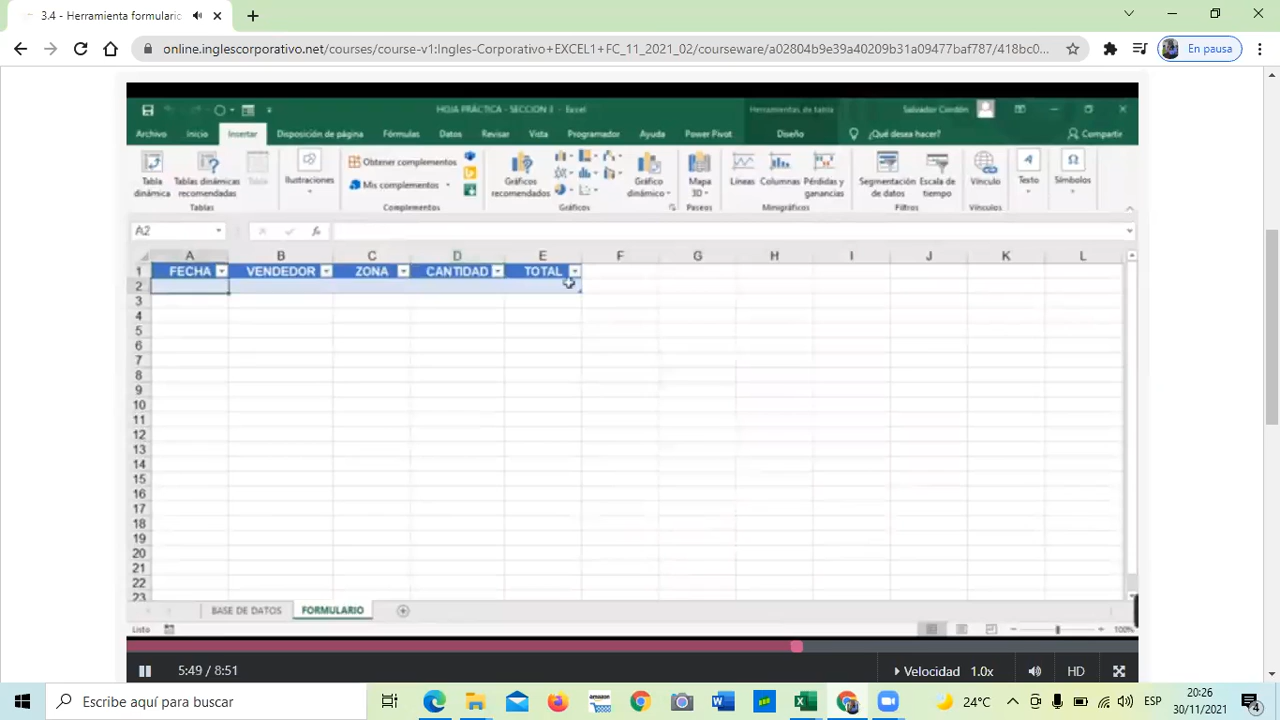 3.4 - Inserta formulario
online.inglescorporativo.net/courses/course-v1:Ingles-Corporativo+EXCEL1+FC_11_2021_02/courseware/a02804b9e39a40209b31a09477baf787/418bc0...
En pausa
HOJA PRÁCTICA - SECCION 3 - Excel
Herramientas de tabla
Salvador Cordón
Archivo Inicio Insertar Disposición de página Fórmulas Datos Revisar Vista Programador Ayuda Power Pivot Diseño ¿Qué desea hacer? Compartir
Tabla dinámica
Tablas dinámicas recomendadas
Tabla
Tablas
Ilustraciones
Obtener complementos
Mis complementos
Complementos
Gráficos recomendados
Gráficos
Gráfico dinámico
Mapa 3D
Paseos
Líneas
Columnas
Pérdidas y ganancias
Minigráficos
Segmentación de datos
Escala de tiempo
Filtros
Vínculo
Vínculos
Texto
Símbolos
A2
fx
A B C D E F G H I J K L
1 FECHA VENDEDOR ZONA CANTIDAD TOTAL
2
3
4
5
6
7
8
9
10
11
12
13
14
15
16
17
18
19
20
21
22
23
BASE DE DATOS FORMULARIO
Listo
100%
5:49 / 8:51
Velocidad 1.0x
HD
Escribe aquí para buscar
amazon
24°C
ESP
20:26
30/11/2021
4